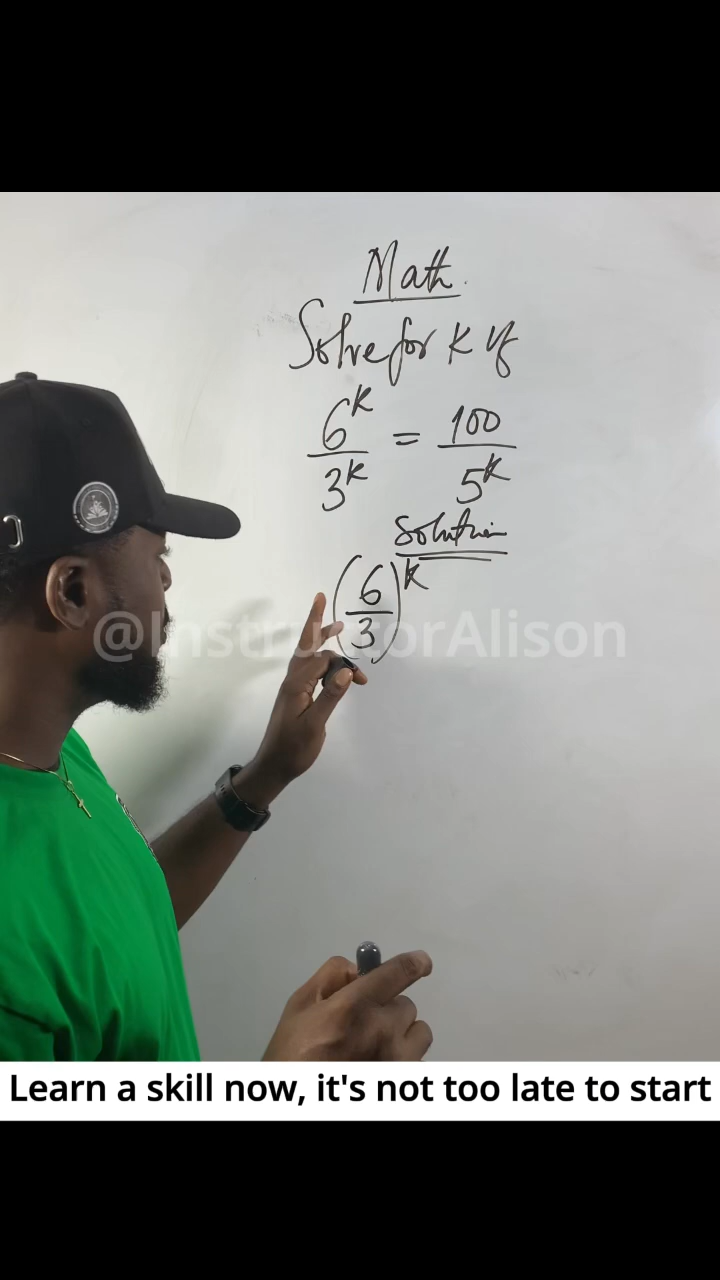 Math.
Solve for K if
6^K / 3^K = 100 / 5^K
Solution
(6/3)^K
@InstructorAlison
Learn a skill now, it's not too late to start